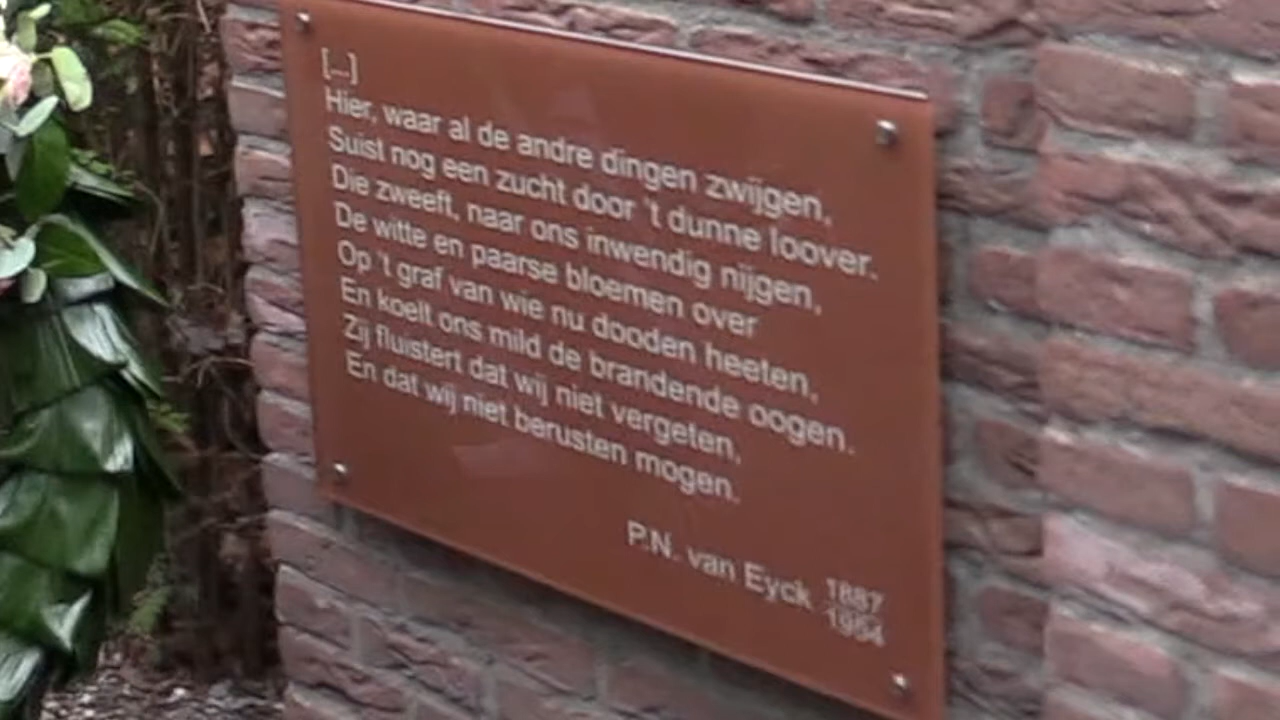 [...]
Hier, waar al de andre dingen zwijgen,
Suist nog een zucht door 't dunne loover.
Die zweeft, naar ons inwendig nijgen,
De witte en paarse bloemen over
Op 't graf van wie nu dooden heeten,
En koelt ons mild de brandende oogen.
Zij fluistert dat wij niet vergeten,
En dat wij niet berusten mogen.
P.N. van Eyck 1887
1954